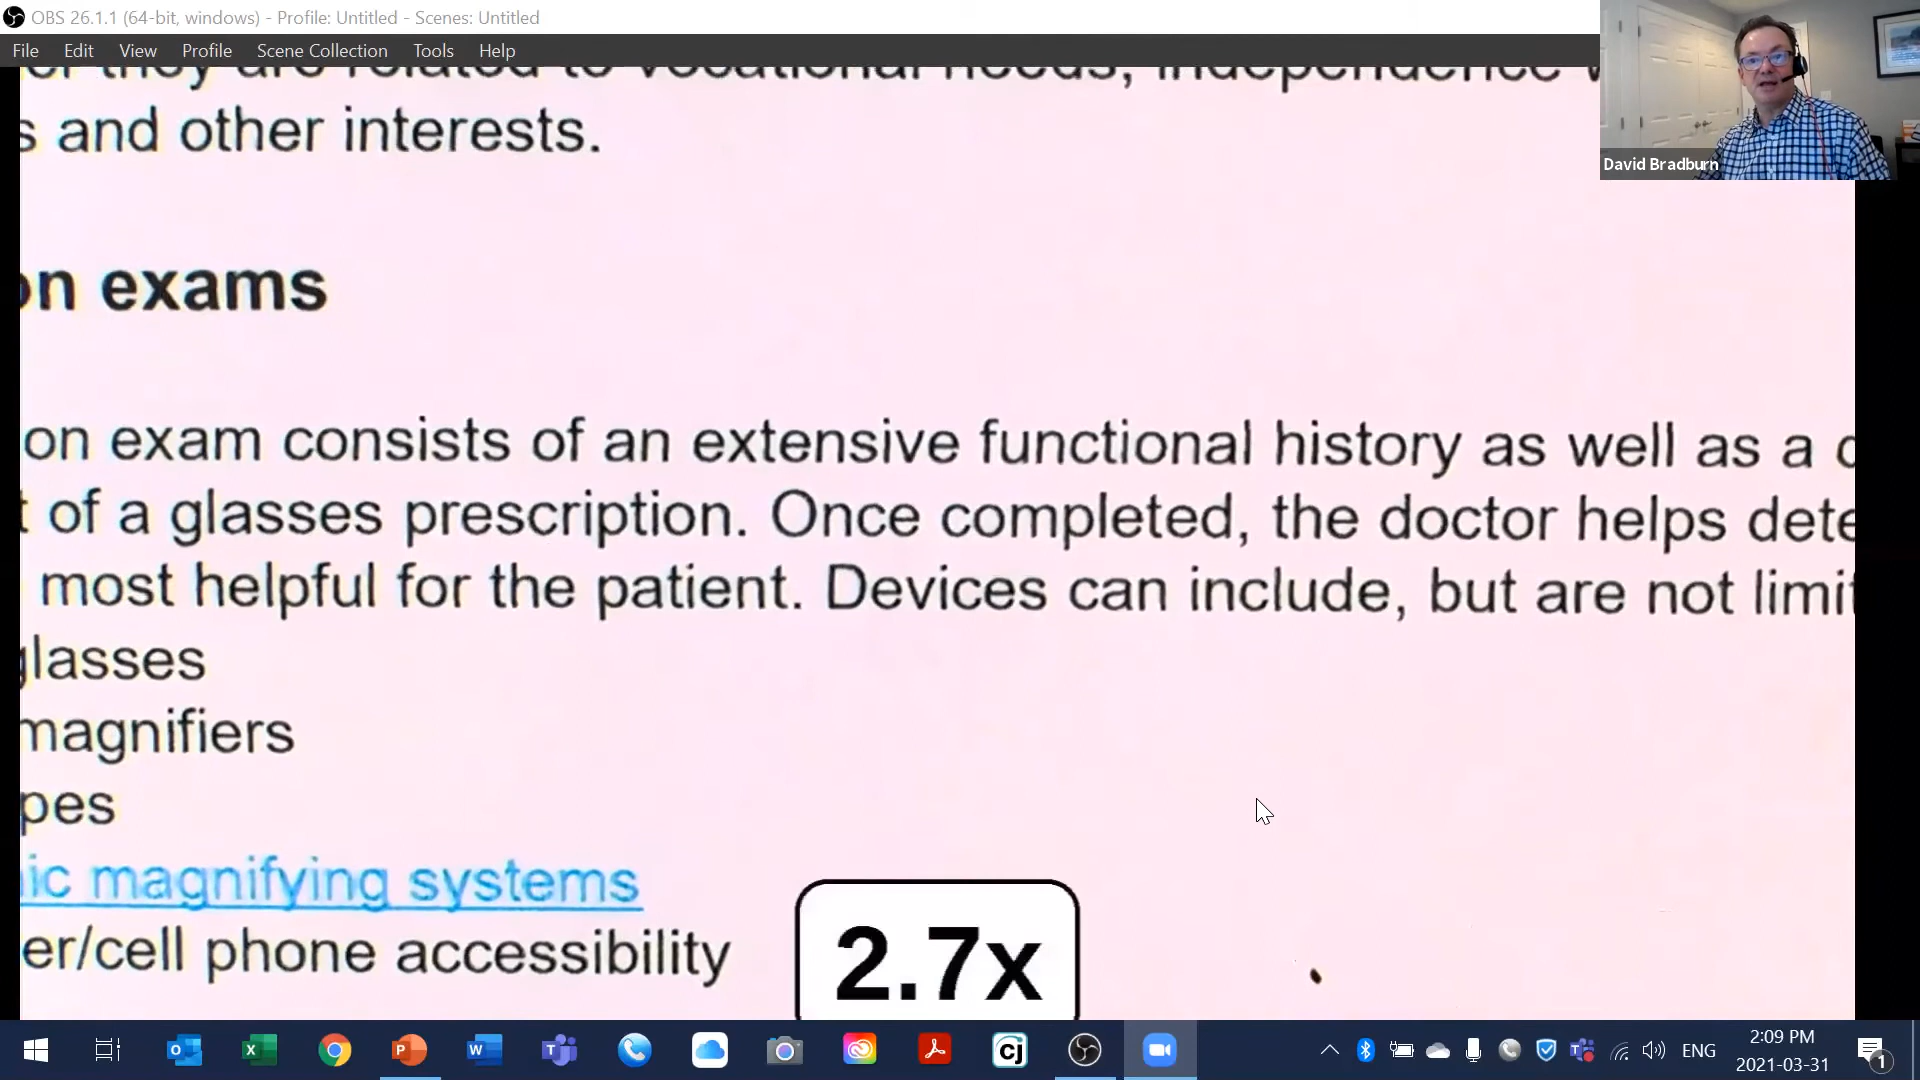 OBS 26.1.1 (64-bit, windows) - Profile: Untitled - Scenes: Untitled
File Edit View Profile Scene Collection Tools Help
David Bradburn
they are related to vocational needs, independence
s and other interests.
on exams
on exam consists of an extensive functional history as well as a
t of a glasses prescription. Once completed, the doctor helps dete
most helpful for the patient. Devices can include, but are not limit
glasses
magnifiers
pes
ic magnifying systems
er/cell phone accessibility
2.7x
ENG
2:09 PM
2021-03-31
1